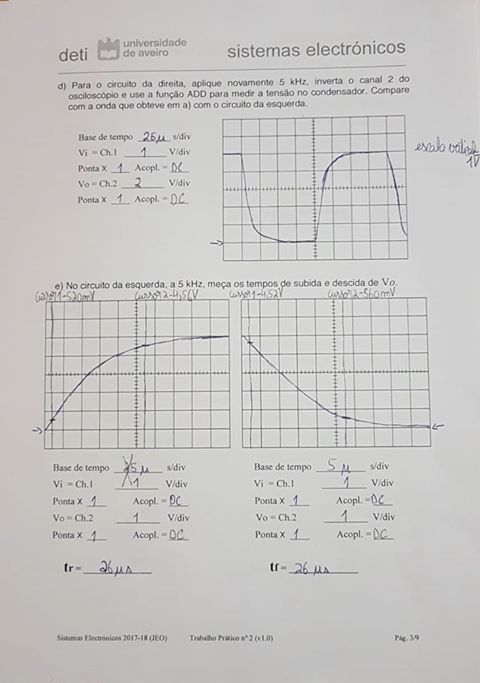 deti universidade de aveiro sistemas electrónicos
d) Para o circuito da direita, aplique novamente 5 kHz, inverta o canal 2 do
osciloscópio e use a função ADD para medir a tensão no condensador. Compare
com a onda que obteve em a) com o circuito da esquerda.
Base de tempo 25µ s/div
Vi = Ch.1 1 V/div
Ponta X 1 Acopl. = DC
Vo = Ch.2 2 V/div
Ponta X 1 Acopl. = DC
escala vertical
1V
e) No circuito da esquerda, a 5 kHz, meça os tempos de subida e descida de Vo.
Cursor1-520mV Cursor2-4,56V Cursor1-4,52V Cursor2-560mV
Base de tempo 5µ s/div
Vi = Ch.1 1 V/div
Ponta X 1 Acopl. = DC
Vo = Ch.2 1 V/div
Ponta X 1 Acopl. = DC
tr = 26 µs
Base de tempo 5µ s/div
Vi = Ch.1 1 V/div
Ponta X 1 Acopl. = DC
Vo = Ch.2 1 V/div
Ponta X 1 Acopl. = DC
tf = 26 µs
Sistemas Electrónicos 2017-18 (JEO) Trabalho Prático nº 2 (v1.0) Pág. 3/9